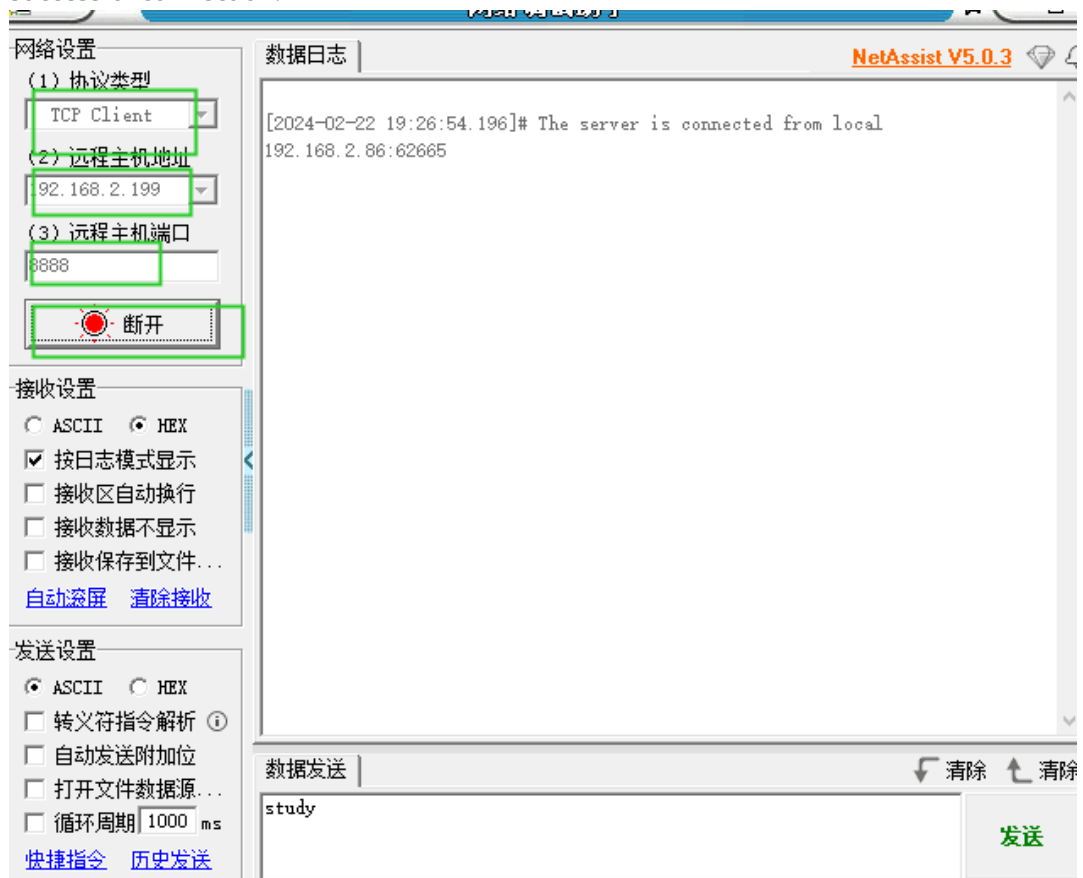 网络设置
(1) 协议类型
TCP Client
(2) 远程主机地址
192.168.2.199
(3) 远程主机端口
8888
断开
接收设置
ASCII HEX
按日志模式显示
接收区自动换行
接收数据不显示
接收保存到文件...
自动滚屏 清除接收
发送设置
ASCII HEX
转义符指令解析
自动发送附加位
打开文件数据源...
循环周期 1000 ms
快捷指令 历史发送
数据日志 NetAssist V5.0.3
[2024-02-22 19:26:54.196]# The server is connected from local
192.168.2.86:62665
数据发送 清除 清除
study
发送